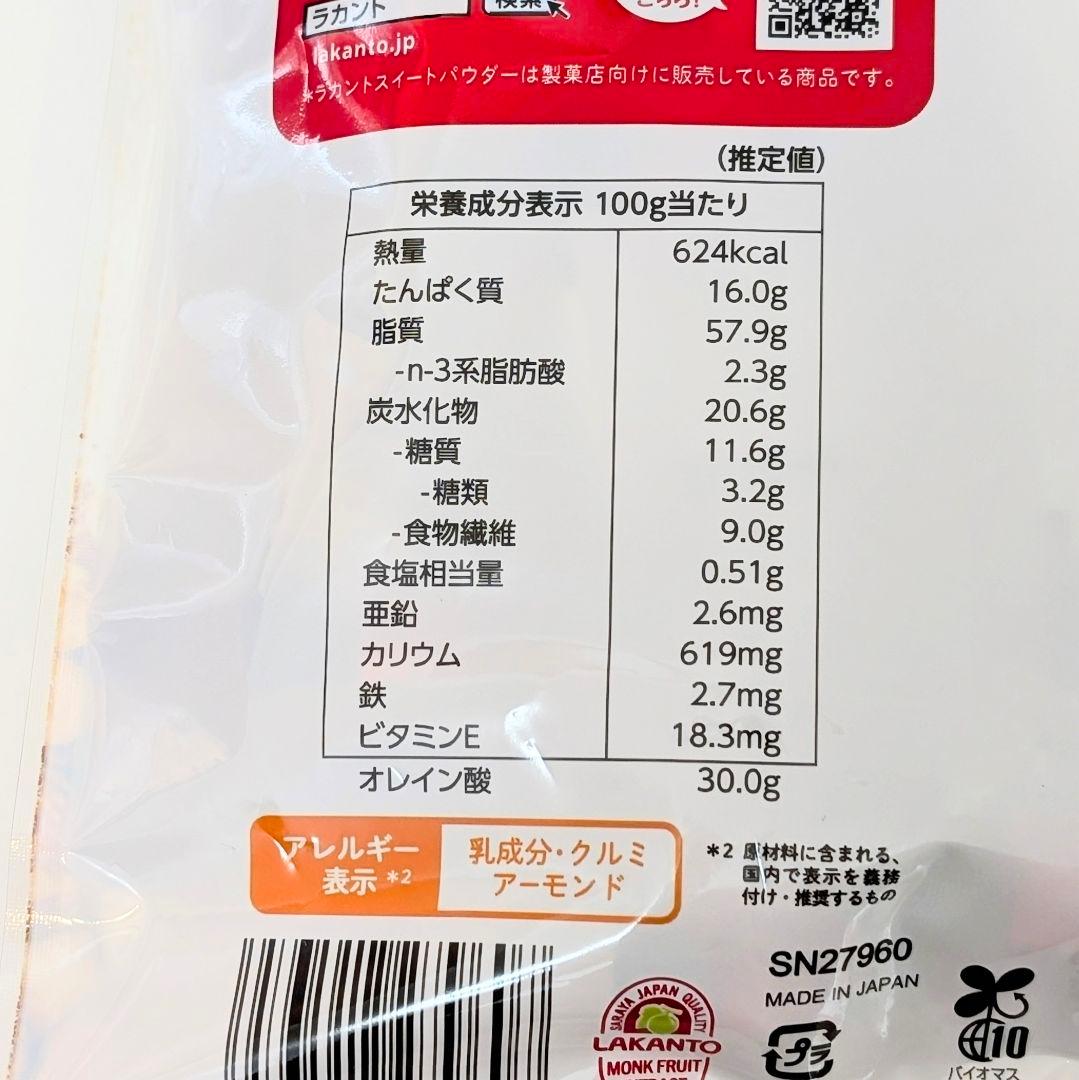 ラカント
検索
こちら!
lakanto.jp
*ラカントスイートパウダーは製菓店向けに販売している商品です。
(推定値)
栄養成分表示 100g当たり
熱量 624kcal
たんぱく質 16.0g
脂質 57.9g
-n-3系脂肪酸 2.3g
炭水化物 20.6g
-糖質 11.6g
-糖類 3.2g
-食物繊維 9.0g
食塩相当量 0.51g
亜鉛 2.6mg
カリウム 619mg
鉄 2.7mg
ビタミンE 18.3mg
オレイン酸 30.0g
アレルギー
表示*2
乳成分・クルミ
アーモンド
*2 原材料に含まれる、
国内で表示を義務
付け・推奨するもの
SN27960
MADE IN JAPAN
SARAYA JAPAN QUALITY
LAKANTO
MONK FRUIT
プラ
10
バイオマス